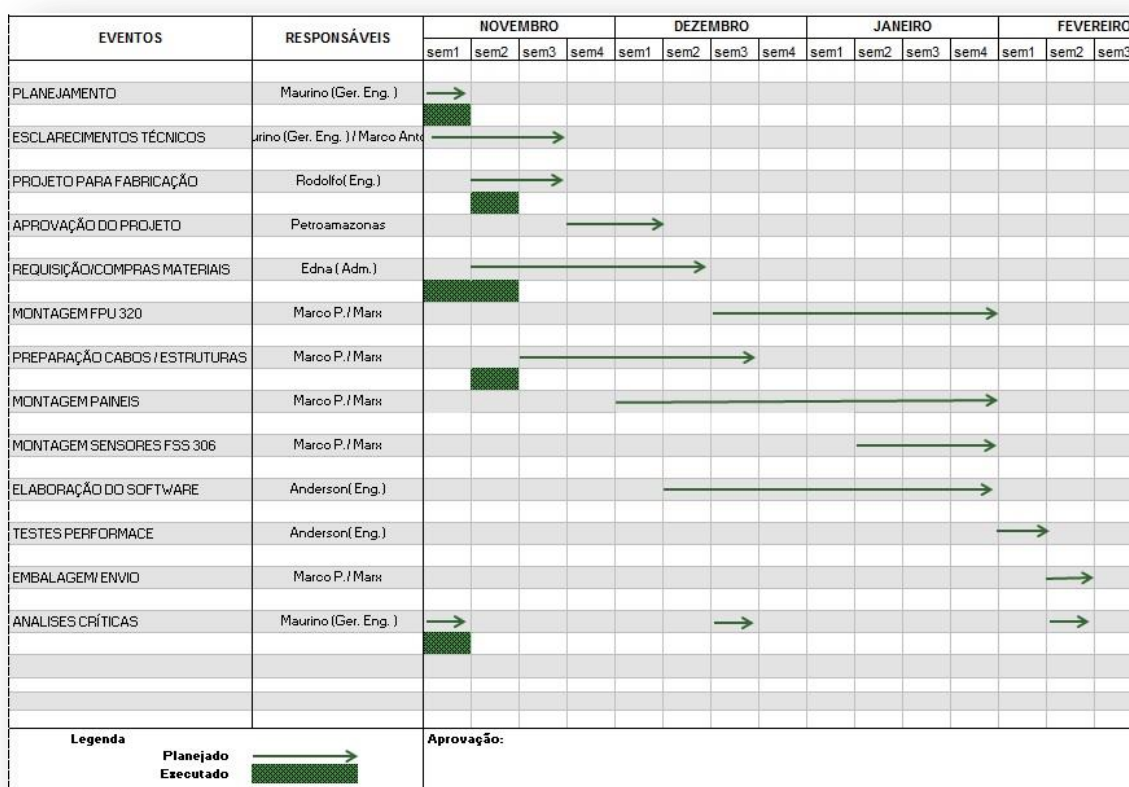 EVENTOS RESPONSÁVEIS NOVEMBRO DEZEMBRO JANEIRO FEVEREIRO
sem1 sem2 sem3 sem4 sem1 sem2 sem3 sem4 sem1 sem2 sem3 sem4 sem1 sem2 sem3
PLANEJAMENTO Maurino (Ger. Eng. )
ESCLARECIMENTOS TÉCNICOS urino (Ger. Eng. ) / Marco Anto
PROJETO PARA FABRICAÇÃO Rodolfo( Eng.)
APROVAÇÃO DO PROJETO Petroamazonas
REQUISIÇÃO/COMPRAS MATERIAIS Edna ( Adm.)
MONTAGEM FPU 320 Marco P. / Marx
PREPARAÇÃO CABOS / ESTRUTURAS Marco P. / Marx
MONTAGEM PAINEIS Marco P. / Marx
MONTAGEM SENSORES FSS 306 Marco P. / Marx
ELABORAÇÃO DO SOFTWARE Anderson( Eng.)
TESTES PERFORMACE Anderson( Eng.)
EMBALAGEM/ ENVIO Marco P. / Marx
ANALISES CRÍTICAS Maurino (Ger. Eng. )
Legenda Aprovação:
Planejado
Executado